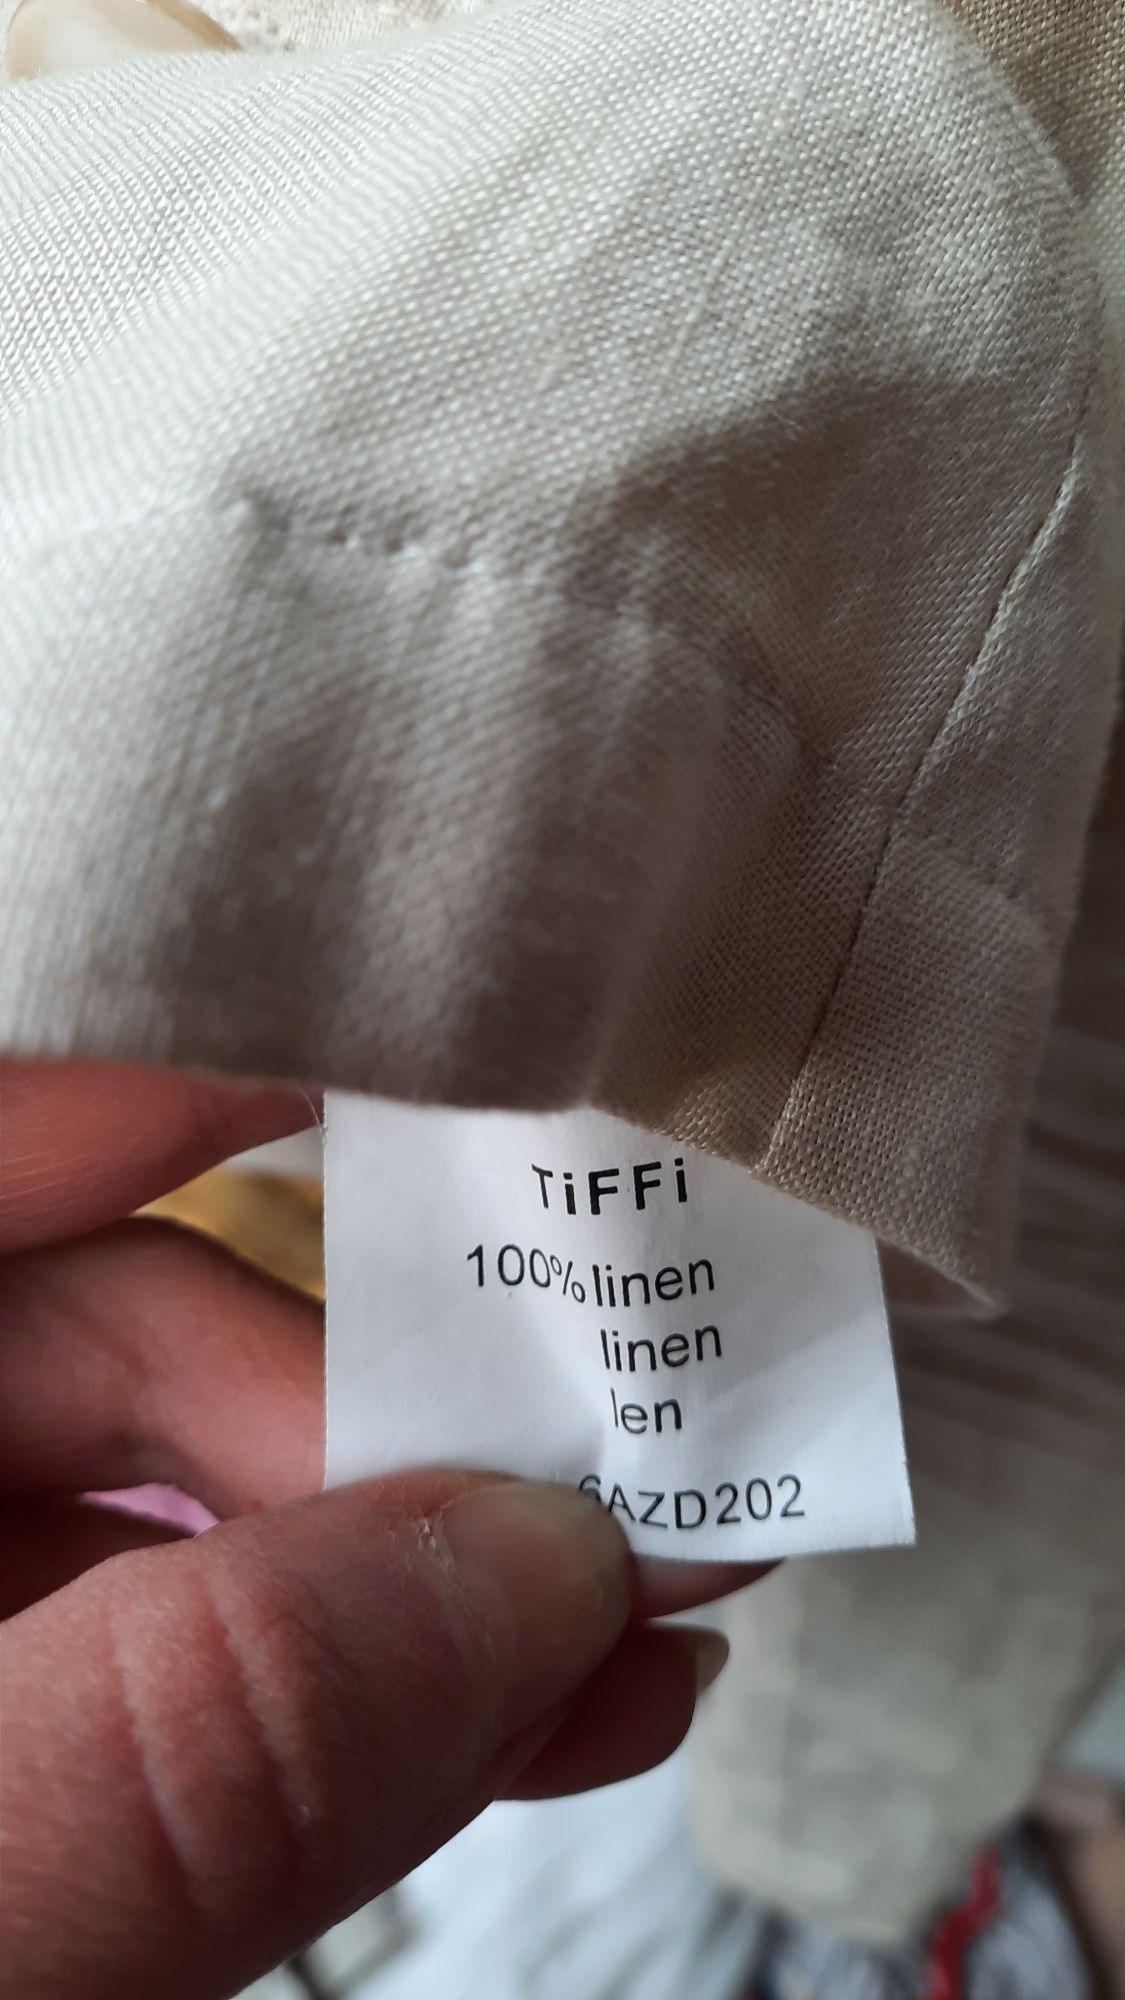 TiFFi
100% linen
linen
len
6AZD202